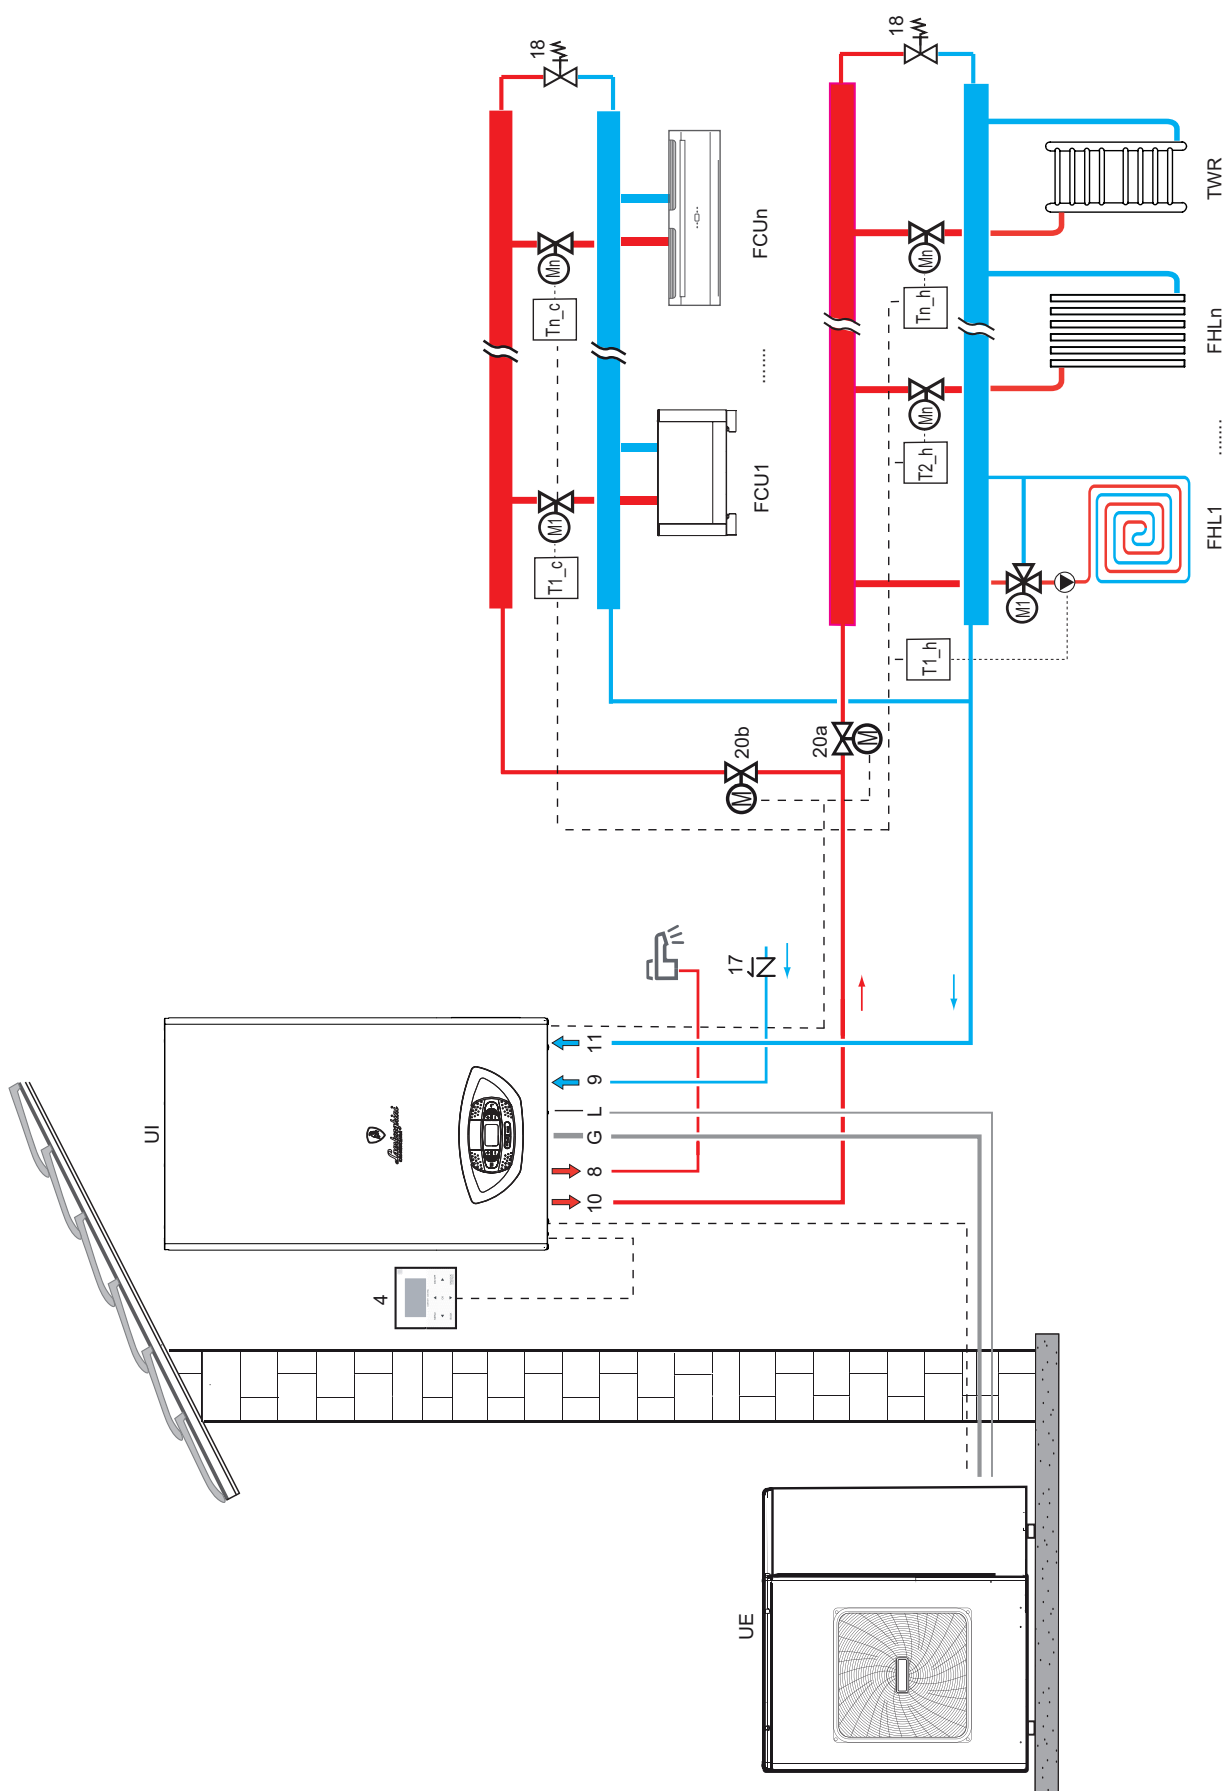 18
18
TWR
FCUn
Mn
Mn
Tn_c
Tn_h
FHLn
Mn
T2_h
.......
.......
FCU1
M1
T1_c
FHL1
M1
T1_h
20b
20a
M
M
17
UI
Lamborghini
11
9
L
G
8
10
4
UE